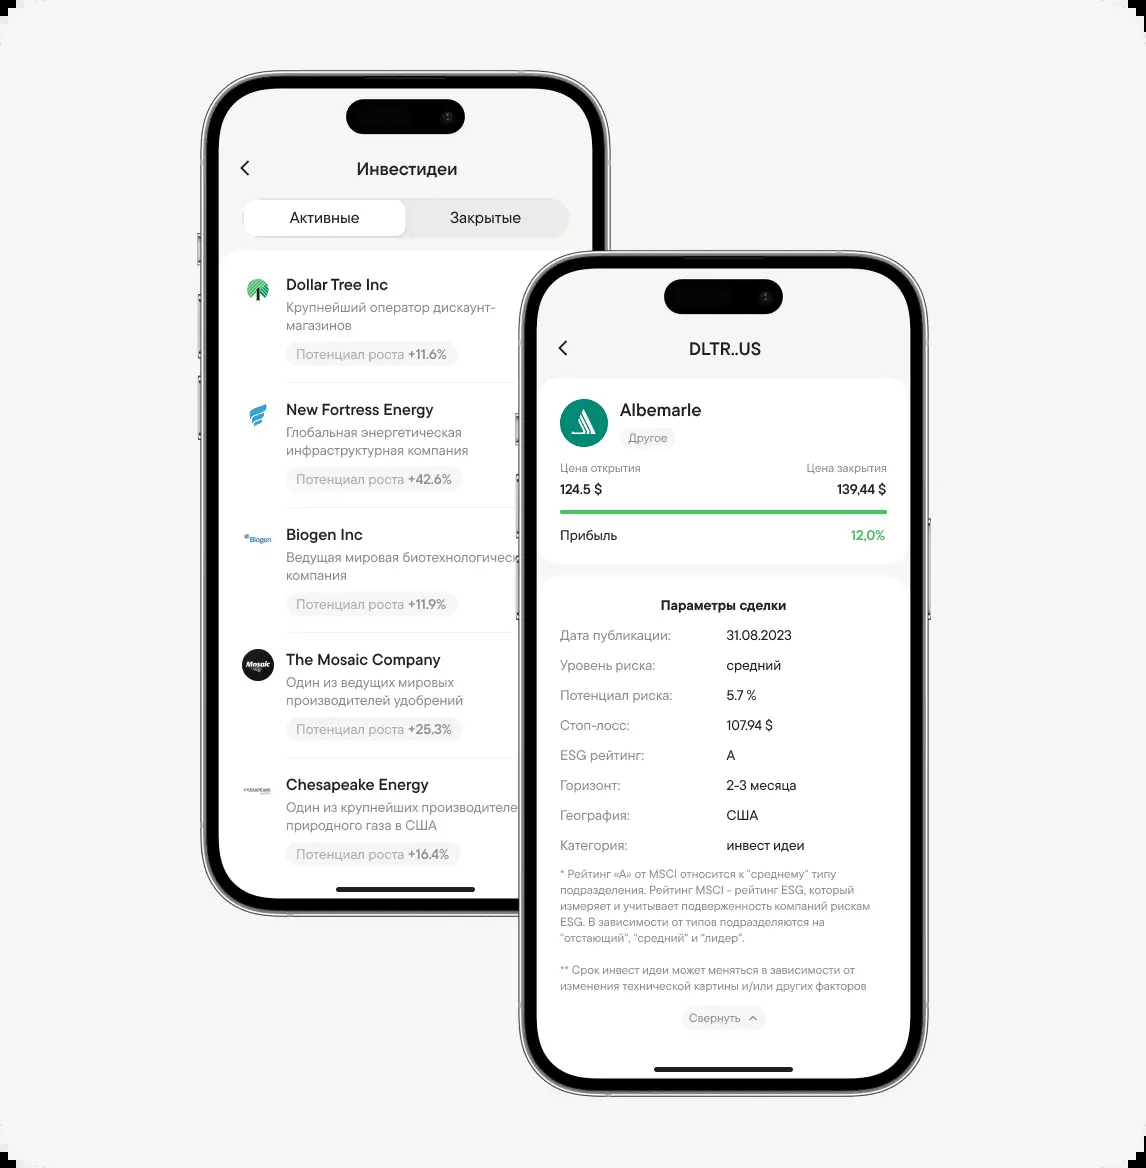 Инвестидеи
Активные
Закрытые
Dollar Tree Inc
Крупнейший оператор дискаунт-
магазинов
Потенциал роста +11.6%
New Fortress Energy
Глобальная энергетическая
инфраструктурная компания
Потенциал роста +42.6%
Biogen
Biogen Inc
Ведущая мировая биотехнологическ
компания
Потенциал роста +11.9%
Mosaic
The Mosaic Company
Один из ведущих мировых
производителей удобрений
Потенциал роста +25.3%
CHESAPEAKE
Chesapeake Energy
Один из крупнейших производителе
природного газа в США
Потенциал роста +16.4%
DLTR..US
Albemarle
Другое
Цена открытия Цена закрытия
124.5 $ 139,44 $
Прибыль 12,0%
Параметры сделки
Дата публикации: 31.08.2023
Уровень риска: средний
Потенциал риска: 5.7 %
Стоп-лосс: 107.94 $
ESG рейтинг: A
Горизонт: 2-3 месяца
География: США
Категория: инвест идеи
* Рейтинг «А» от MSCI относится к "среднему" типу
подразделения. Рейтинг MSCI - рейтинг ESG, который
измеряет и учитывает подверженность компаний рискам
ESG. В зависимости от типов подразделяются на
"отстающий", "средний" и "лидер".
** Срок инвест идеи может меняться в зависимости от
изменения технической картины и/или других факторов
Свернуть